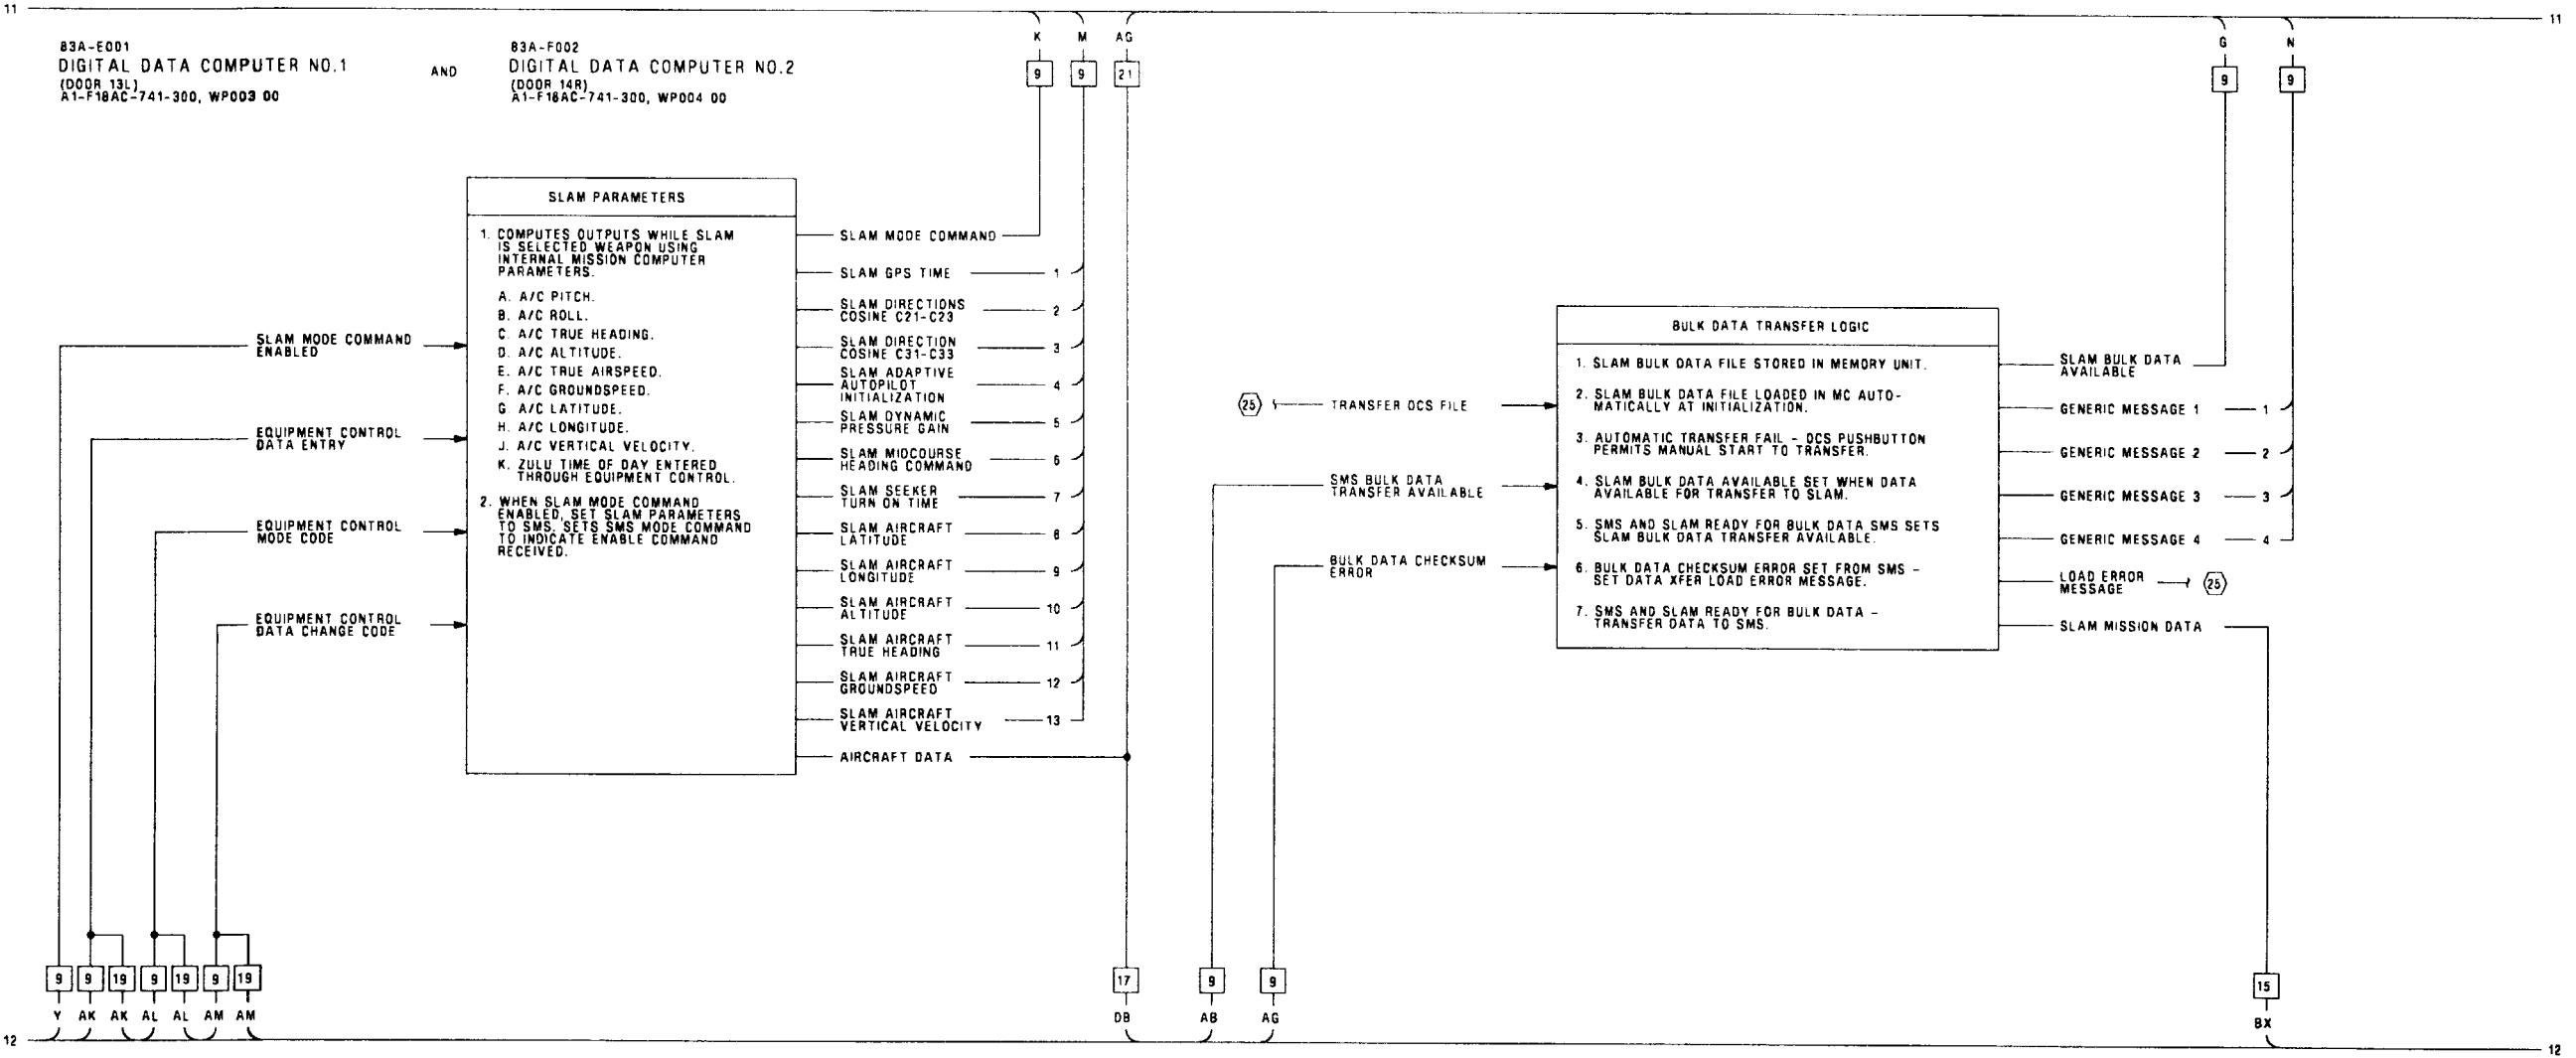 11
11
83A-E001
DIGITAL DATA COMPUTER NO.1
(DOOR 13L)
A1-F18AC-741-300, WP003 00
AND
83A-F002
DIGITAL DATA COMPUTER NO.2
(DOOR 14R)
A1-F18AC-741-300, WP004 00
K
M
AG
9
9
21
G
N
9
9
SLAM PARAMETERS
1. COMPUTES OUTPUTS WHILE SLAM
IS SELECTED WEAPON USING
INTERNAL MISSION COMPUTER
PARAMETERS.
A. A/C PITCH.
B. A/C ROLL.
C. A/C TRUE HEADING.
D. A/C ALTITUDE.
E. A/C TRUE AIRSPEED.
F. A/C GROUNDSPEED.
G. A/C LATITUDE.
H. A/C LONGITUDE.
J. A/C VERTICAL VELOCITY.
K. ZULU TIME OF DAY ENTERED
THROUGH EQUIPMENT CONTROL.
2. WHEN SLAM MODE COMMAND
ENABLED, SET SLAM PARAMETERS
TO SMS. SETS SMS MODE COMMAND
TO INDICATE ENABLE COMMAND
RECEIVED.
SLAM MODE COMMAND
ENABLED
EQUIPMENT CONTROL
DATA ENTRY
EQUIPMENT CONTROL
MODE CODE
EQUIPMENT CONTROL
DATA CHANGE CODE
SLAM MODE COMMAND
SLAM GPS TIME 1
SLAM DIRECTIONS
COSINE C21-C23 2
SLAM DIRECTION
COSINE C31-C33 3
SLAM ADAPTIVE
AUTOPILOT 4
INITIALIZATION
SLAM DYNAMIC
PRESSURE GAIN 5
SLAM MIDCOURSE
HEADING COMMAND 6
SLAM SEEKER
TURN ON TIME 7
SLAM AIRCRAFT
LATITUDE 8
SLAM AIRCRAFT
LONGITUDE 9
SLAM AIRCRAFT
ALTITUDE 10
SLAM AIRCRAFT
TRUE HEADING 11
SLAM AIRCRAFT
GROUNDSPEED 12
SLAM AIRCRAFT
VERTICAL VELOCITY 13
AIRCRAFT DATA
BULK DATA TRANSFER LOGIC
1. SLAM BULK DATA FILE STORED IN MEMORY UNIT.
2. SLAM BULK DATA FILE LOADED IN MC AUTO-
MATICALLY AT INITIALIZATION.
3. AUTOMATIC TRANSFER FAIL - DCS PUSHBUTTON
PERMITS MANUAL START TO TRANSFER.
4. SLAM BULK DATA AVAILABLE SET WHEN DATA
AVAILABLE FOR TRANSFER TO SLAM.
5. SMS AND SLAM READY FOR BULK DATA SMS SETS
SLAM BULK DATA TRANSFER AVAILABLE.
6. BULK DATA CHECKSUM ERROR SET FROM SMS -
SET DATA XFER LOAD ERROR MESSAGE.
7. SMS AND SLAM READY FOR BULK DATA -
TRANSFER DATA TO SMS.
25 TRANSFER DCS FILE
SMS BULK DATA
TRANSFER AVAILABLE
BULK DATA CHECKSUM
ERROR
SLAM BULK DATA
AVAILABLE
GENERIC MESSAGE 1 1
GENERIC MESSAGE 2 2
GENERIC MESSAGE 3 3
GENERIC MESSAGE 4 4
LOAD ERROR
MESSAGE 25
SLAM MISSION DATA
9
9
19
9
19
9
19
17
9
9
15
Y
AK
AK
AL
AL
AM
AM
DB
AB
AG
BX
12
12